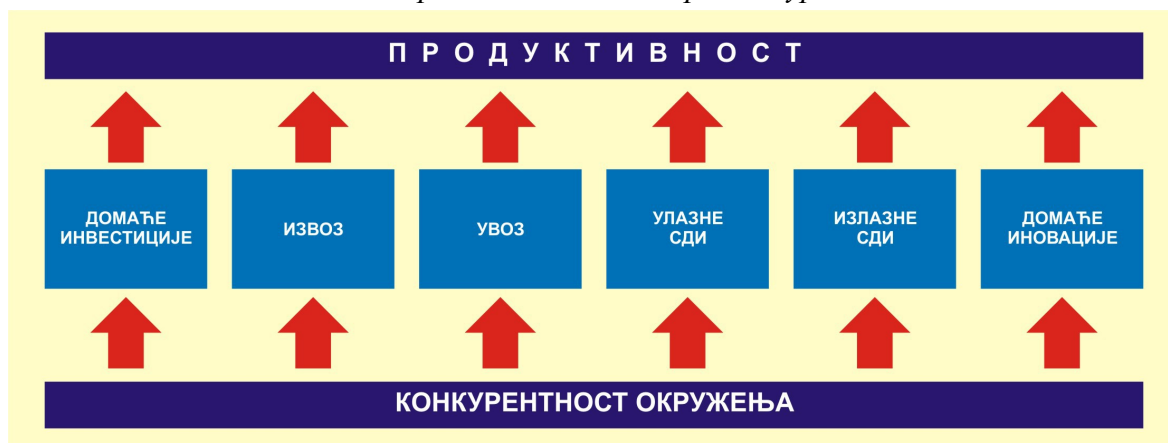 П Р О Д У К Т И В Н О С Т
ДОМАЋЕ
ИНВЕСТИЦИЈЕ
ИЗВОЗ
УВОЗ
УЛАЗНЕ
СДИ
ИЗЛАЗНЕ
СДИ
ДОМАЋЕ
ИНОВАЦИЈЕ
КОНКУРЕНТНОСТ ОКРУЖЕЊА